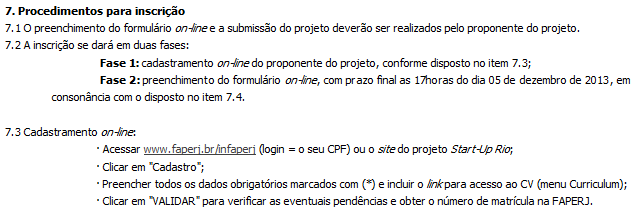 7. Procedimentos para inscrição
7.1 O preenchimento do formulário on-line e a submissão do projeto deverão ser realizados pelo proponente do projeto.
7.2 A inscrição se dará em duas fases:
Fase 1: cadastramento on-line do proponente do projeto, conforme disposto no item 7.3;
Fase 2: preenchimento do formulário on-line, com prazo final as 17horas do dia 05 de dezembro de 2013, em
consonância com o disposto no item 7.4.
7.3 Cadastramento on-line:
· Acessar www.faperj.br/infaperj (login = o seu CPF) ou o site do projeto Start-Up Rio;
· Clicar em "Cadastro";
· Preencher todos os dados obrigatórios marcados com (*) e incluir o link para acesso ao CV (menu Curriculum);
· Clicar em "VALIDAR" para verificar as eventuais pendências e obter o número de matrícula na FAPERJ.